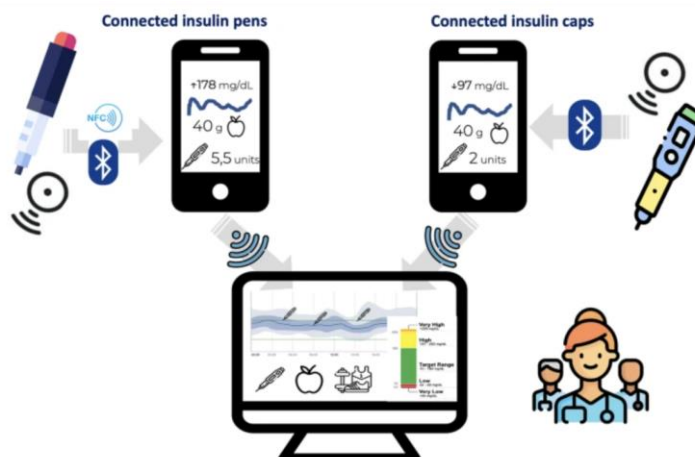 Connected insulin pens
Connected insulin caps
↑178 mg/dL
40 g
5,5 units
NFC
↓97 mg/dL
40 g
2 units
Very High
High
Target Range
Low
Very Low